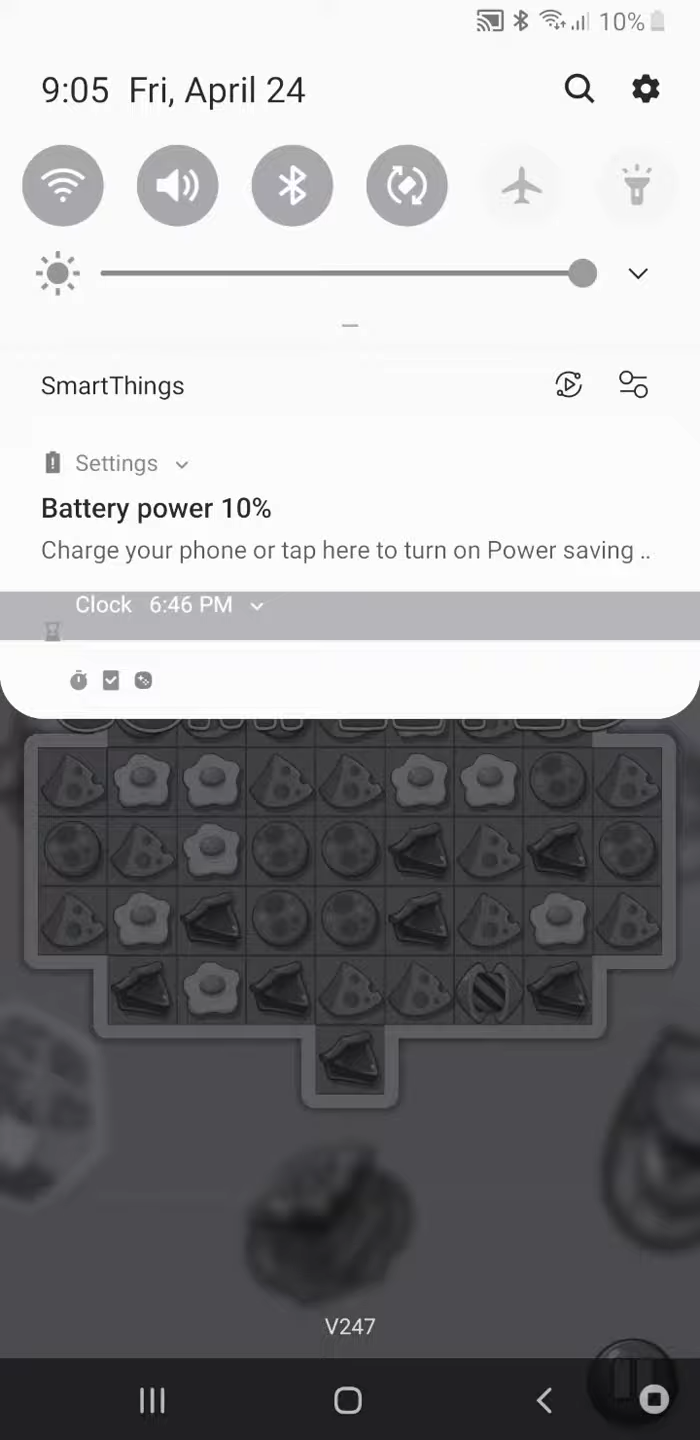 10%
9:05 Fri, April 24
SmartThings
Settings
Battery power 10%
Charge your phone or tap here to turn on Power saving ..
Clock 6:46 PM
V247